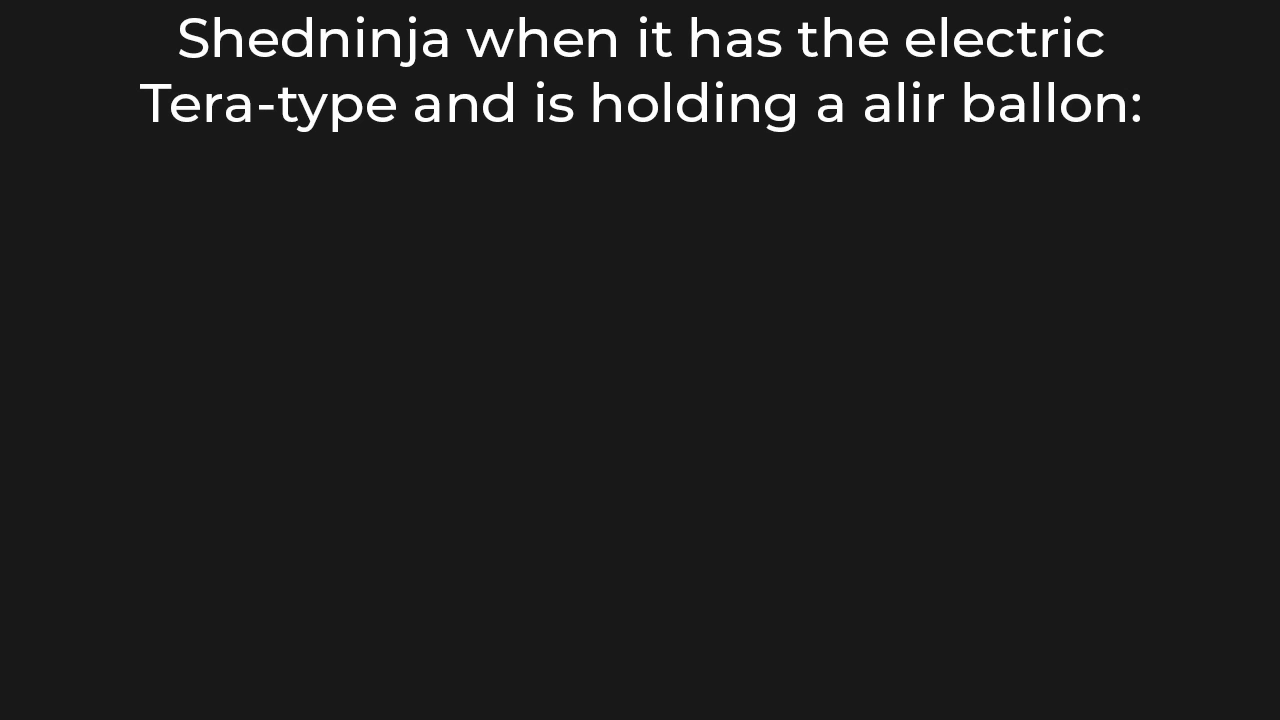 Shedninja when it has the electric
Tera-type and is holding a alir ballon: